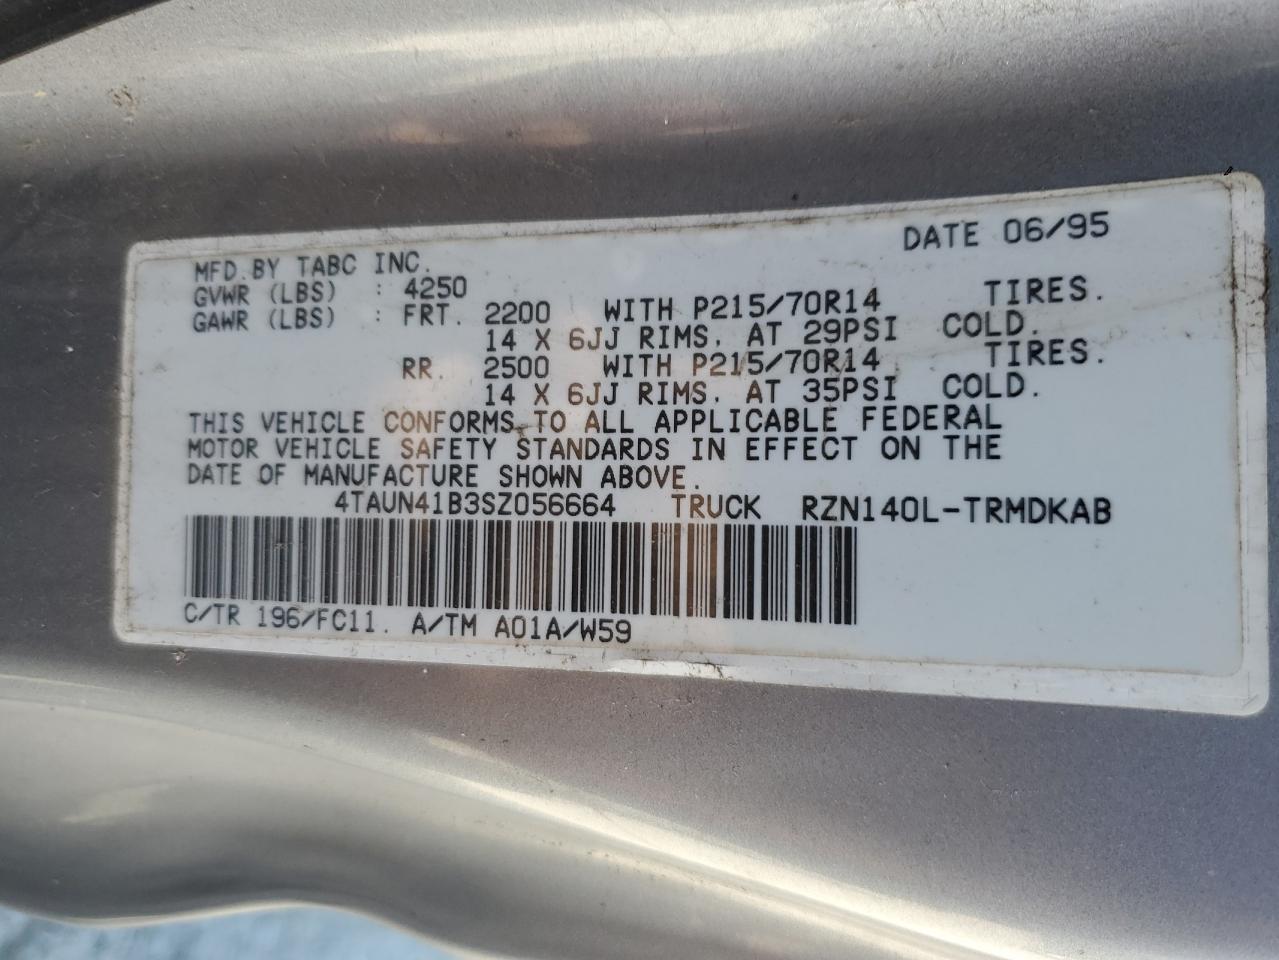 DATE 06/95
MFD. BY TABC INC.
GVWR (LBS) : 4250
GAWR (LBS) : FRT. 2200 WITH P215/70R14 TIRES.
14 X 6JJ RIMS. AT 29PSI COLD.
RR. 2500 WITH P215/70R14 TIRES.
14 X 6JJ RIMS. AT 35PSI COLD.
THIS VEHICLE CONFORMS TO ALL APPLICABLE FEDERAL
MOTOR VEHICLE SAFETY STANDARDS IN EFFECT ON THE
DATE OF MANUFACTURE SHOWN ABOVE.
4TAUN41B3SZ056664 TRUCK RZN140L-TRMDKAB
C/TR 196/FC11. A/TM A01A/W59